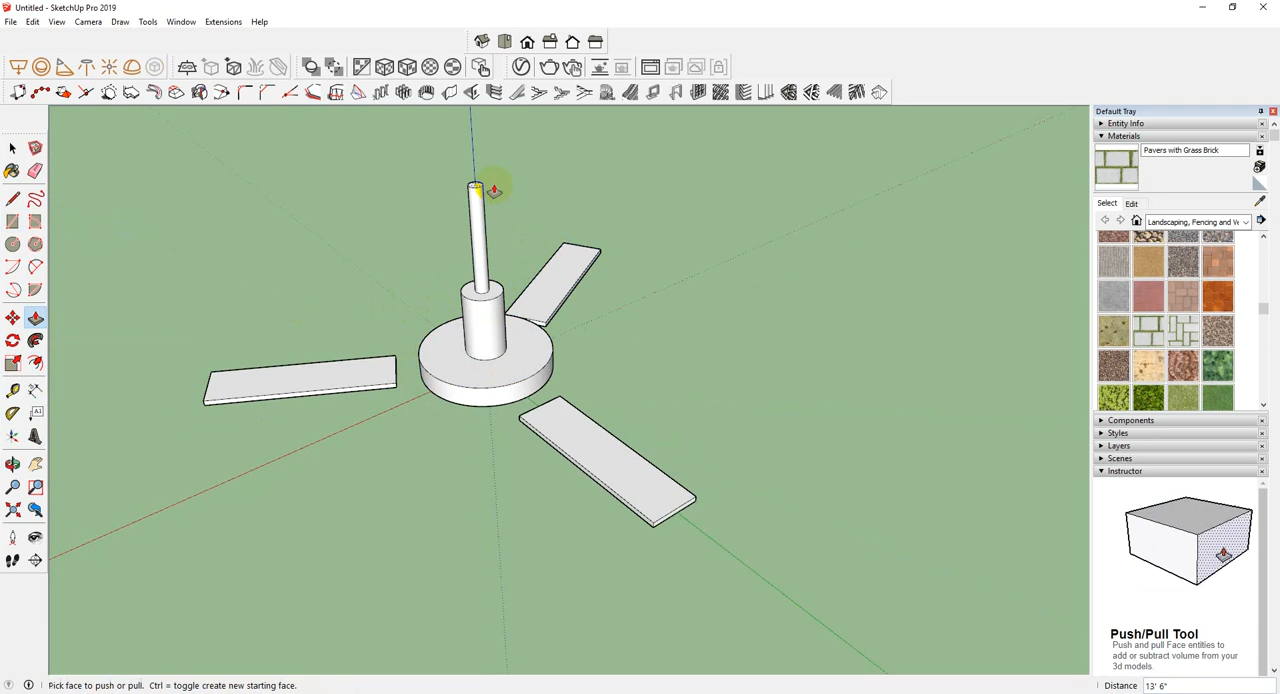 Untitled - SketchUp Pro 2019
File Edit View Camera Draw Tools Window Extensions Help
Default Tray
Entity Info
Materials
Pavers with Grass Brick
Select Edit
Landscaping, Fencing and Ve
Components
Styles
Layers
Scenes
Instructor
Push/Pull Tool
Push and pull Face entities to
add or subtract volume from your
3d models.
Pick face to push or pull. Ctrl = toggle create new starting face.
Distance 13' 6"